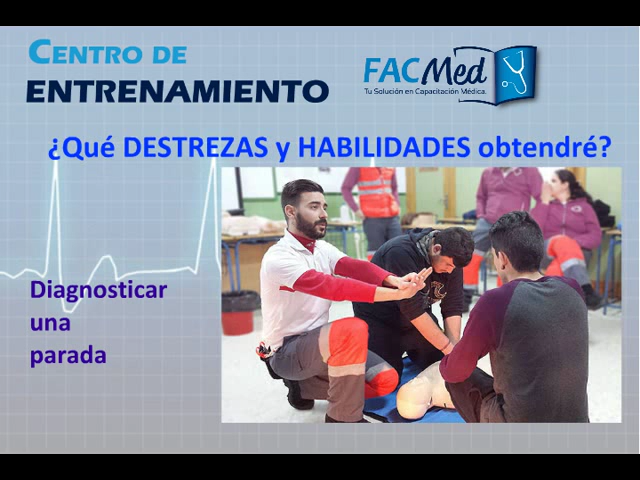 CENTRO DE
ENTRENAMIENTO
FACMed
Tu Solución en Capacitación Médica.
¿Qué DESTREZAS y HABILIDADES obtendré?
Diagnosticar
una
parada